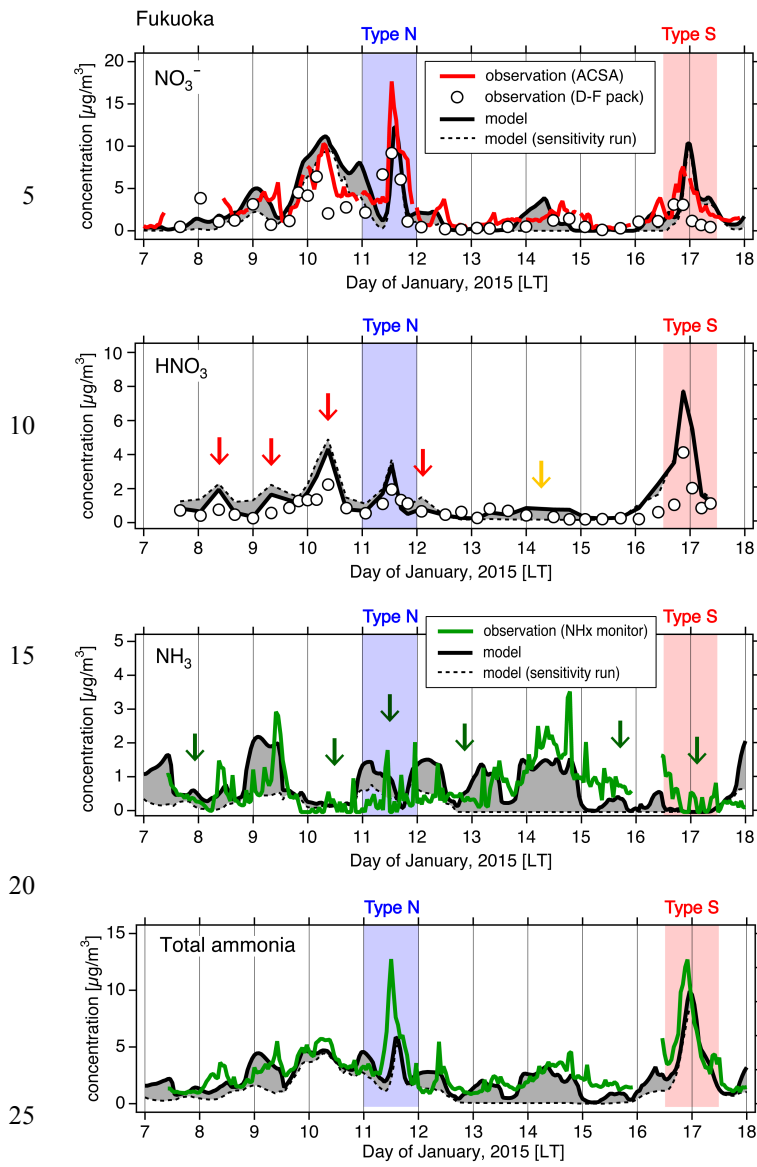 Fukuoka
Type N Type S
20
15
10
5
0
NO₃⁻
observation (ACSA)
observation (D-F pack)
model
model (sensitivity run)
concentration [µg/m³]
7 8 9 10 11 12 13 14 15 16 17 18
Day of January, 2015 [LT]
5
Type N Type S
10
8
6
4
2
0
HNO₃
concentration [µg/m³]
7 8 9 10 11 12 13 14 15 16 17 18
Day of January, 2015 [LT]
10
Type N Type S
5
4
3
2
1
0
NH₃
observation (NHx monitor)
model
model (sensitivity run)
concentration [µg/m³]
7 8 9 10 11 12 13 14 15 16 17 18
Day of January, 2015 [LT]
15
20
Type N Type S
15
10
5
0
Total ammonia
concentration [µg/m³]
7 8 9 10 11 12 13 14 15 16 17 18
Day of January, 2015 [LT]
25